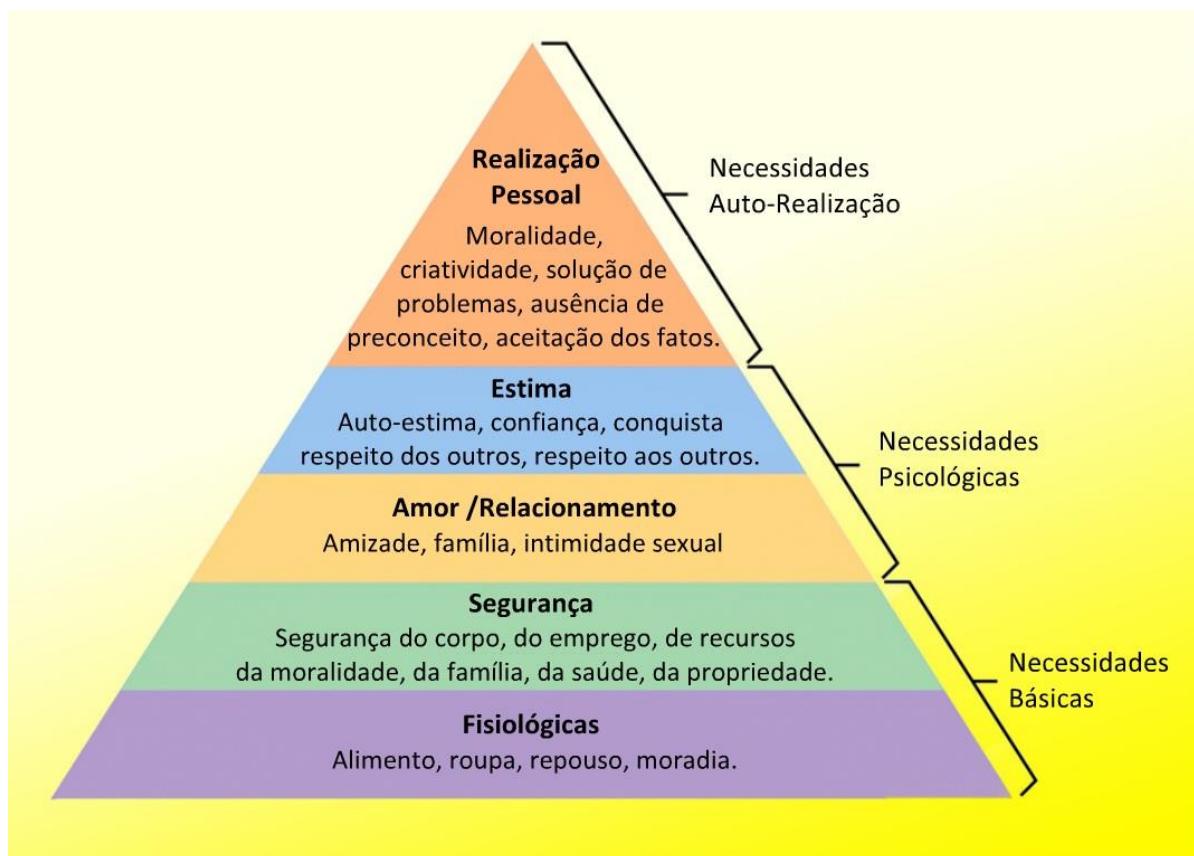 Realização
Pessoal
Moralidade,
criatividade, solução de
problemas, ausência de
preconceito, aceitação dos fatos.
Necessidades
Auto-Realização
Estima
Auto-estima, confiança, conquista
respeito dos outros, respeito aos outros.
Necessidades
Psicológicas
Amor /Relacionamento
Amizade, família, intimidade sexual
Segurança
Segurança do corpo, do emprego, de recursos
da moralidade, da família, da saúde, da propriedade.
Necessidades
Básicas
Fisiológicas
Alimento, roupa, repouso, moradia.